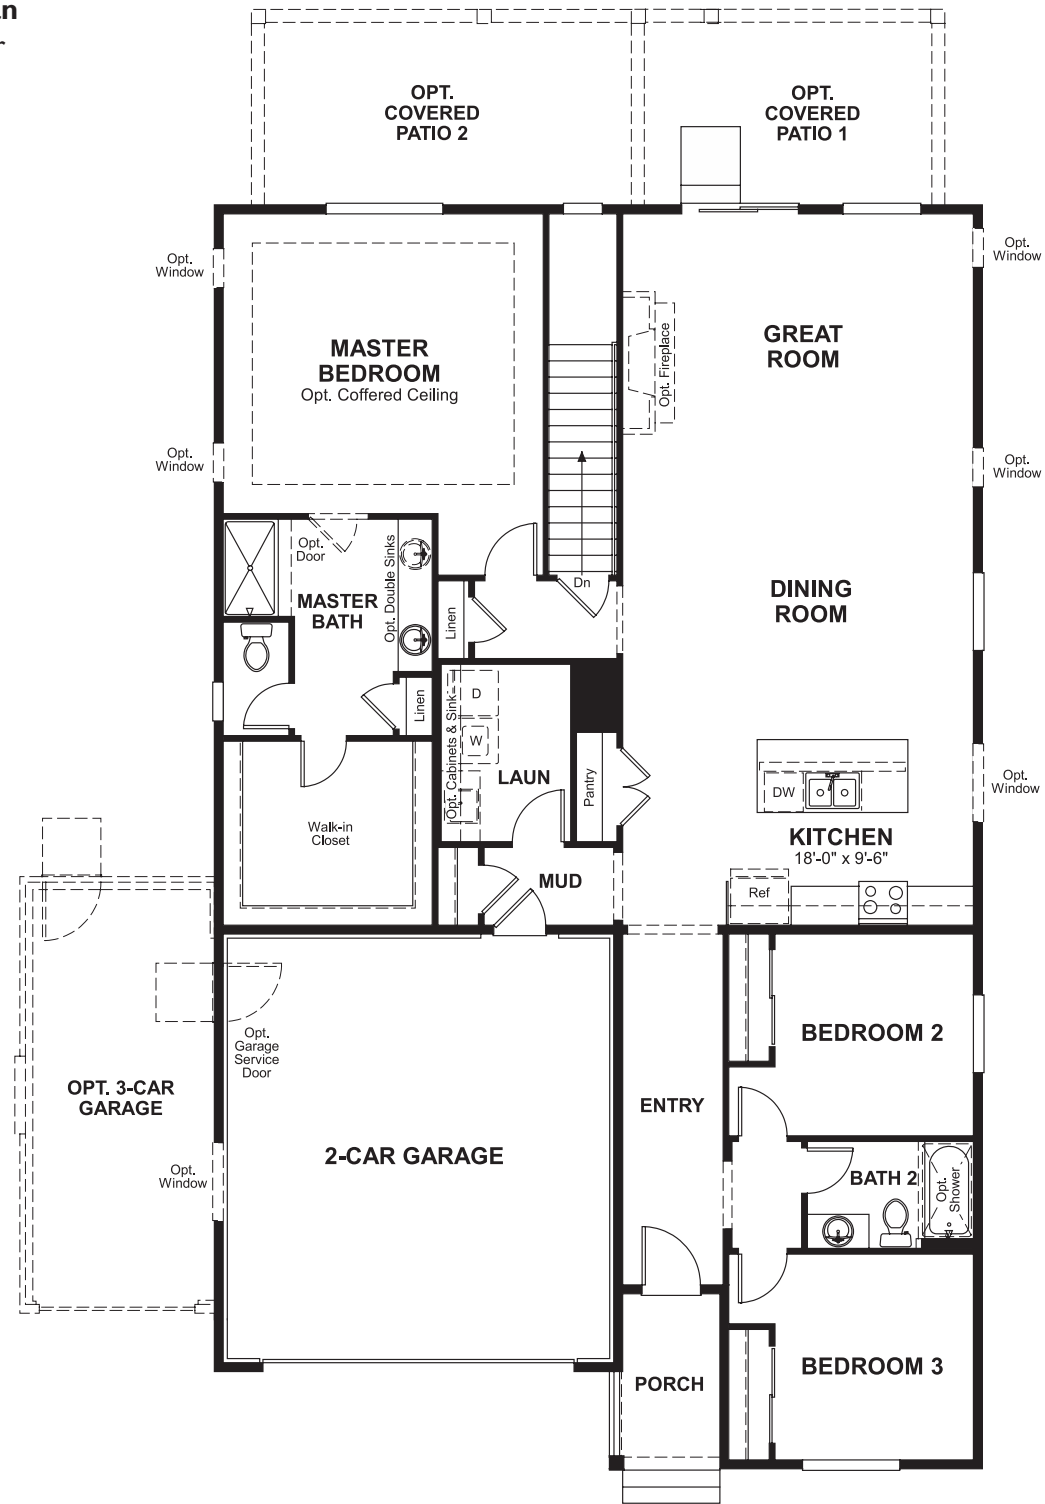 OPT.
COVERED
PATIO 2
OPT.
COVERED
PATIO 1
Opt.
Window
Opt.
Window
MASTER
BEDROOM
Opt. Coffered Ceiling
Opt. Fireplace
GREAT
ROOM
Opt.
Window
Opt.
Window
Opt.
Door
Opt. Double Sinks
MASTER
BATH
Linen
Dn
DINING
ROOM
Linen
D
W
Opt. Cabinets & Sink
LAUN
Pantry
DW
Opt.
Window
KITCHEN
18'-0" x 9'-6"
Walk-in
Closet
MUD
Ref
Opt.
Garage
Service
Door
BEDROOM 2
OPT. 3-CAR
GARAGE
ENTRY
2-CAR GARAGE
Opt.
Window
BATH 2
Opt.
Shower
BEDROOM 3
PORCH